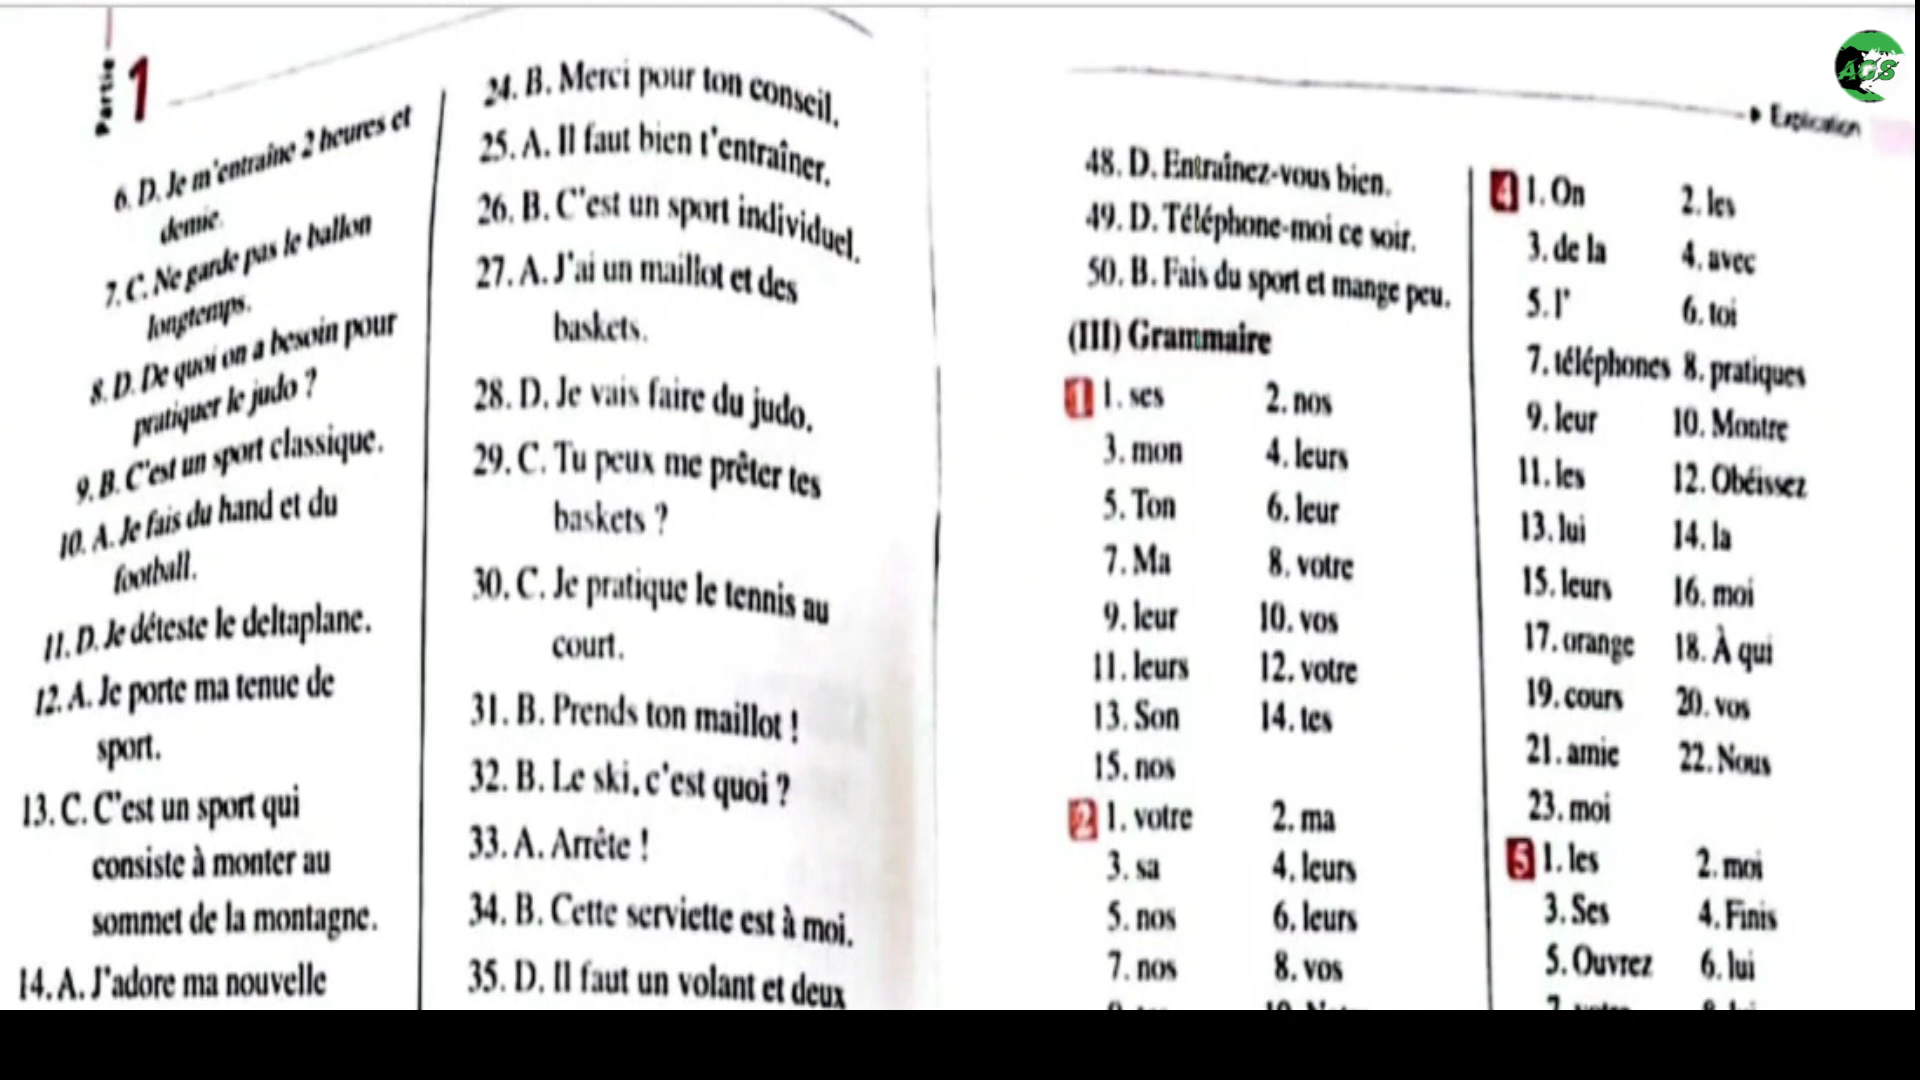 Partie 1
6. D. Je m'entraîne 2 heures et
demie.
7. C. Ne garde pas le ballon
longtemps.
8. D. De quoi on a besoin pour
pratiquer le judo ?
9. B. C'est un sport classique.
10. A. Je fais du hand et du
football.
11. D. Je déteste le deltaplane.
12. A. Je porte ma tenue de
sport.
13. C. C'est un sport qui
consiste à monter au
sommet de la montagne.
14. A. J'adore ma nouvelle
24. B. Merci pour ton conseil.
25. A. Il faut bien t'entraîner.
26. B. C'est un sport individuel.
27. A. J'ai un maillot et des
baskets.
28. D. Je vais faire du judo.
29. C. Tu peux me prêter tes
baskets ?
30. C. Je pratique le tennis au
court.
31. B. Prends ton maillot !
32. B. Le ski, c'est quoi ?
33. A. Arrête !
34. B. Cette serviette est à moi.
35. D. Il faut un volant et deux
Explication
48. D. Entraînez-vous bien.
49. D. Téléphone-moi ce soir.
50. B. Fais du sport et mange peu.
(III) Grammaire
1 1. ses 2. nos
3. mon 4. leurs
5. Ton 6. leur
7. Ma 8. votre
9. leur 10. vos
11. leurs 12. votre
13. Son 14. tes
15. nos
2 1. votre 2. ma
3. sa 4. leurs
5. nos 6. leurs
7. nos 8. vos
4 1. On 2. les
3. de la 4. avec
5. l' 6. toi
7. téléphones 8. pratiques
9. leur 10. Montre
11. les 12. Obéissez
13. lui 14. la
15. leurs 16. moi
17. orange 18. À qui
19. cours 20. vos
21. amie 22. Nous
23. moi
5 1. les 2. moi
3. Ses 4. Finis
5. Ouvrez 6. lui
AGS